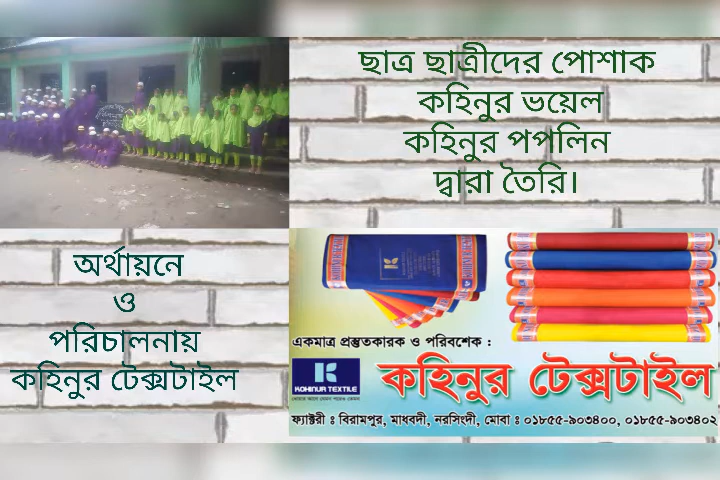 ছাত্র ছাত্রীদের পোশাক
কহিনুর ভয়েল
কহিনুর পপলিন
দ্বারা তৈরি।
অর্থায়নে
ও
পরিচালনায়
কহিনুর টেক্সটাইল
একমাত্র প্রস্তুতকারক ও পরিবশেক :
K
KOHINUR TEXTILE
কহিনুর টেক্সটাইল
ফ্যাক্টরী ঃ বিরামপুর, মাধবদী, নরসিংদী, মোবা ঃ ০১৮৫৫-৯০৩৪০০, ০১৮৫৫-৯০৩৪০২